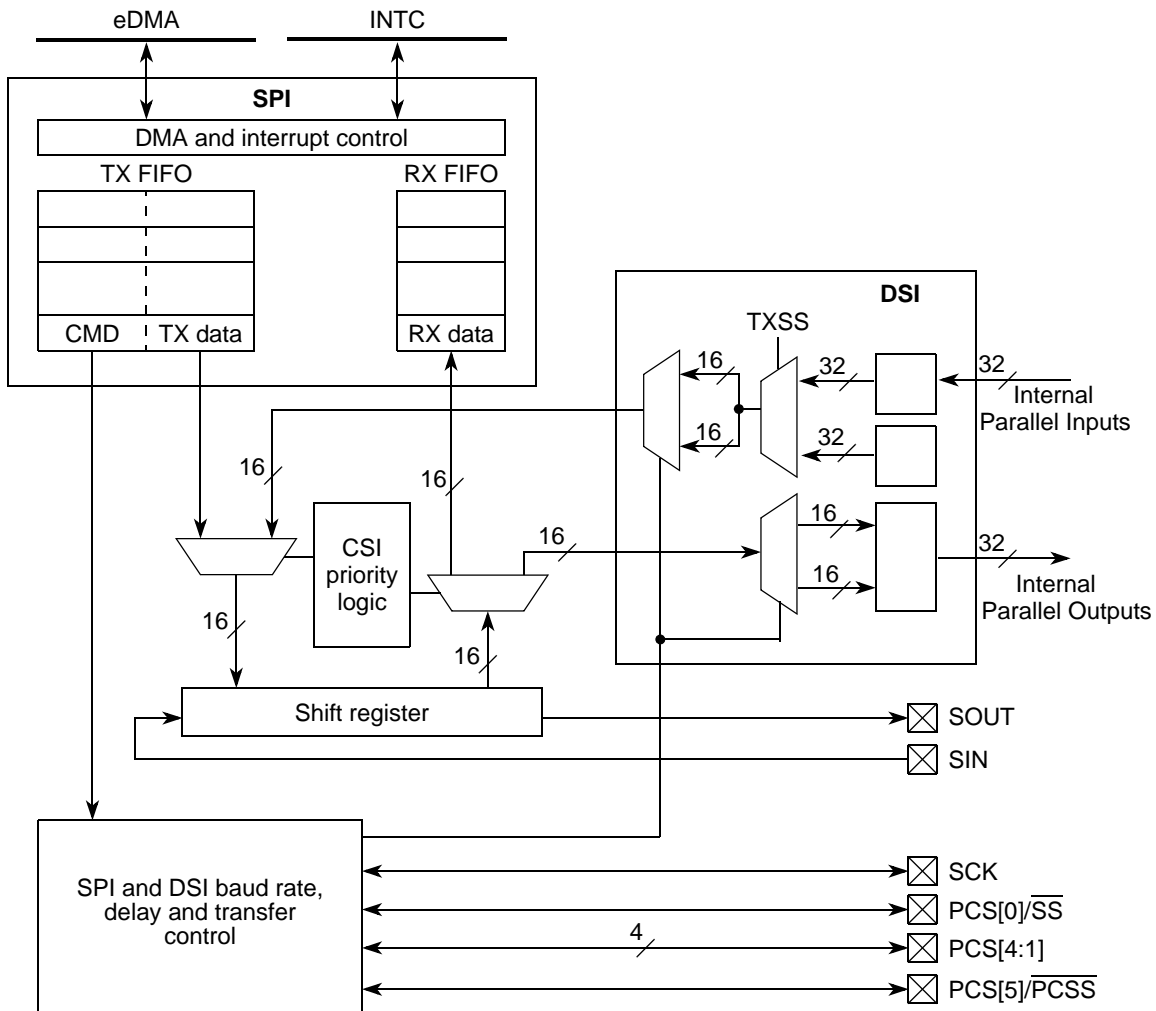 eDMA
INTC
SPI
DMA and interrupt control
TX FIFO
RX FIFO
CMD
TX data
RX data
DSI
TXSS
16
32
32
Internal
Parallel Inputs
16
32
16
16
16
16
32
Internal
Parallel Outputs
16
CSI
priority
logic
16
16
Shift register
SOUT
SIN
SPI and DSI baud rate,
delay and transfer
control
SCK
PCS[0]/S̅S̅
4
PCS[4:1]
PCS[5]/P̅C̅S̅S̅